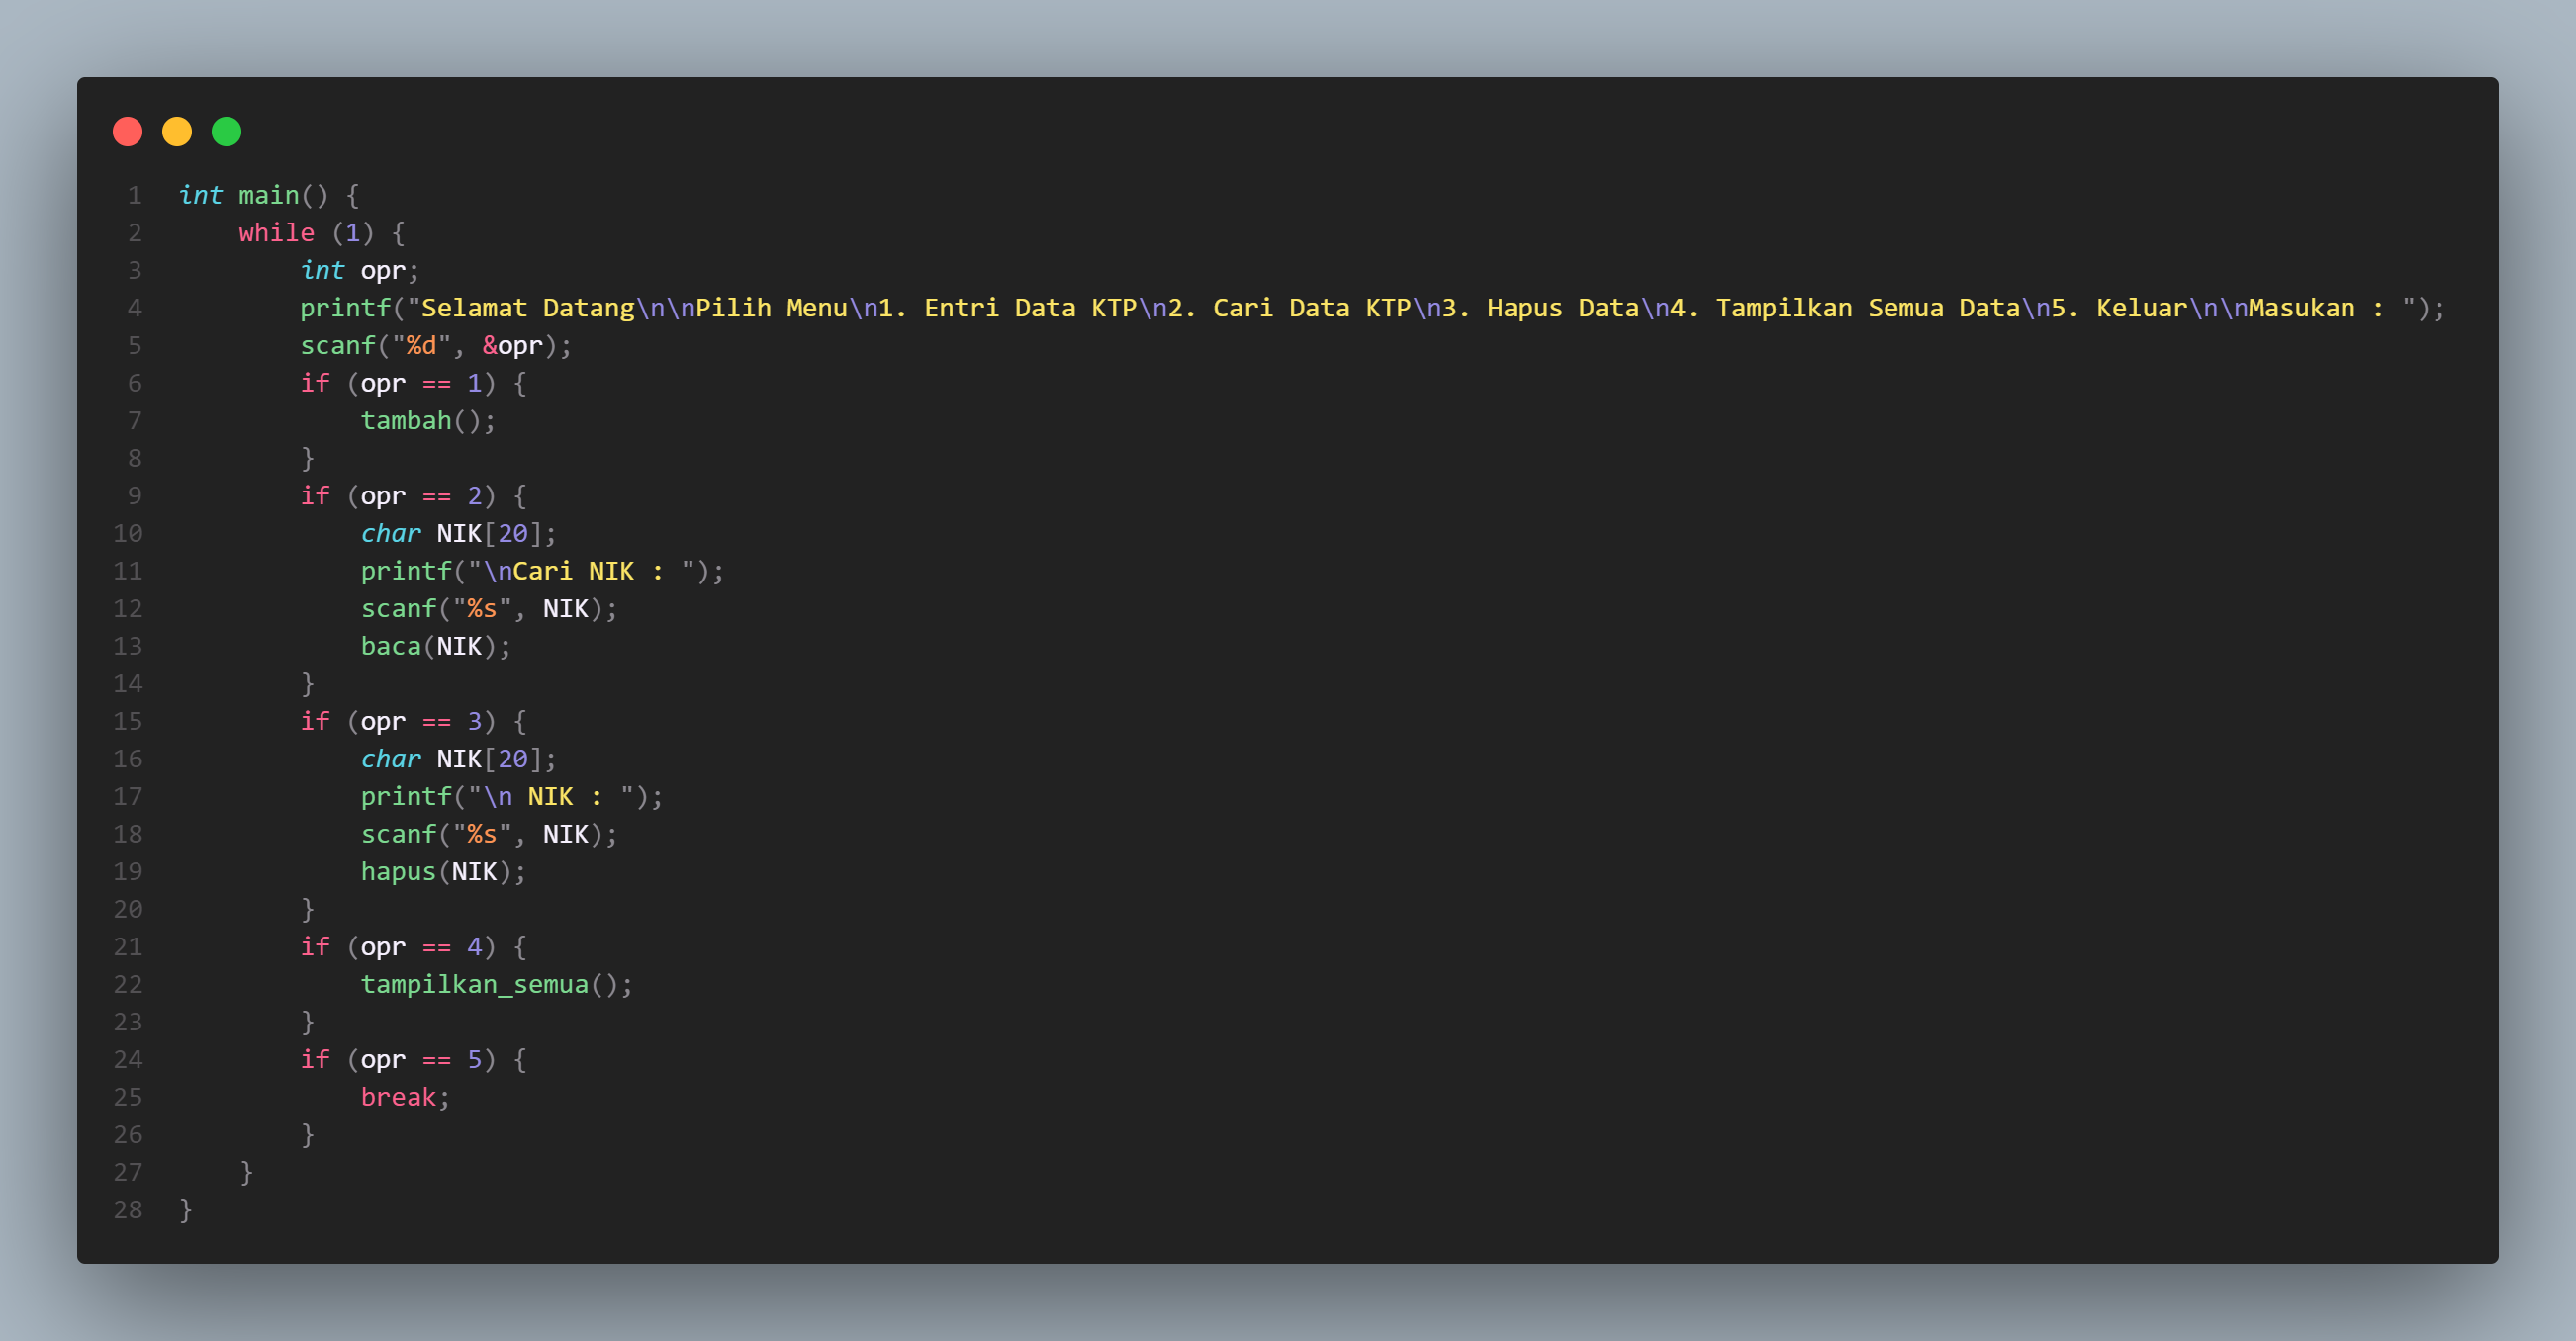 1 int main() {
2     while (1) {
3         int opr;
4         printf("Selamat Datang\n\nPilih Menu\n1. Entri Data KTP\n2. Cari Data KTP\n3. Hapus Data\n4. Tampilkan Semua Data\n5. Keluar\n\nMasukan : ");
5         scanf("%d", &opr);
6         if (opr == 1) {
7             tambah();
8         }
9         if (opr == 2) {
10             char NIK[20];
11             printf("\nCari NIK : ");
12             scanf("%s", NIK);
13             baca(NIK);
14         }
15         if (opr == 3) {
16             char NIK[20];
17             printf("\n NIK : ");
18             scanf("%s", NIK);
19             hapus(NIK);
20         }
21         if (opr == 4) {
22             tampilkan_semua();
23         }
24         if (opr == 5) {
25             break;
26         }
27     }
28 }